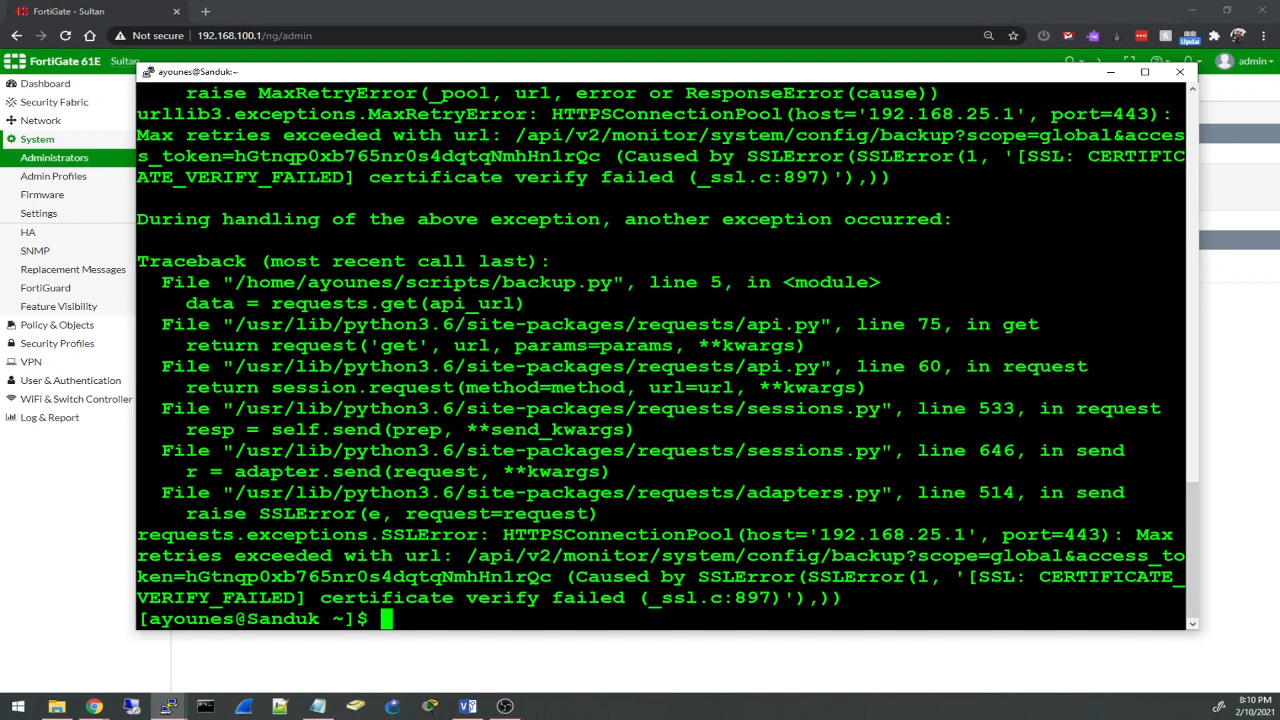 FortiGate - Sultan
Not secure
192.168.100.1/ng/admin
Upda
FortiGate 61E
Sultan
admin
Dashboard
Security Fabric
Network
System
Administrators
Admin Profiles
Firmware
Settings
HA
SNMP
Replacement Messages
FortiGuard
Feature Visibility
Policy & Objects
Security Profiles
VPN
User & Authentication
WiFi & Switch Controller
Log & Report
ayounes@Sanduk:~
raise MaxRetryError(_pool, url, error or ResponseError(cause))
urllib3.exceptions.MaxRetryError: HTTPSConnectionPool(host='192.168.25.1', port=443):
Max retries exceeded with url: /api/v2/monitor/system/config/backup?scope=global&acces
s_token=hGtnqp0xb765nr0s4dqtqNmhHn1rQc (Caused by SSLError(SSLError(1, '[SSL: CERTIFIC
ATE_VERIFY_FAILED] certificate verify failed (_ssl.c:897)'),))
During handling of the above exception, another exception occurred:
Traceback (most recent call last):
File "/home/ayounes/scripts/backup.py", line 5, in <module>
data = requests.get(api_url)
File "/usr/lib/python3.6/site-packages/requests/api.py", line 75, in get
return request('get', url, params=params, **kwargs)
File "/usr/lib/python3.6/site-packages/requests/api.py", line 60, in request
return session.request(method=method, url=url, **kwargs)
File "/usr/lib/python3.6/site-packages/requests/sessions.py", line 533, in request
resp = self.send(prep, **send_kwargs)
File "/usr/lib/python3.6/site-packages/requests/sessions.py", line 646, in send
r = adapter.send(request, **kwargs)
File "/usr/lib/python3.6/site-packages/requests/adapters.py", line 514, in send
raise SSLError(e, request=request)
requests.exceptions.SSLError: HTTPSConnectionPool(host='192.168.25.1', port=443): Max
retries exceeded with url: /api/v2/monitor/system/config/backup?scope=global&access_to
ken=hGtnqp0xb765nr0s4dqtqNmhHn1rQc (Caused by SSLError(SSLError(1, '[SSL: CERTIFICATE_
VERIFY_FAILED] certificate verify failed (_ssl.c:897)'),))
[ayounes@Sanduk ~]$
8:10 PM
2/10/2021